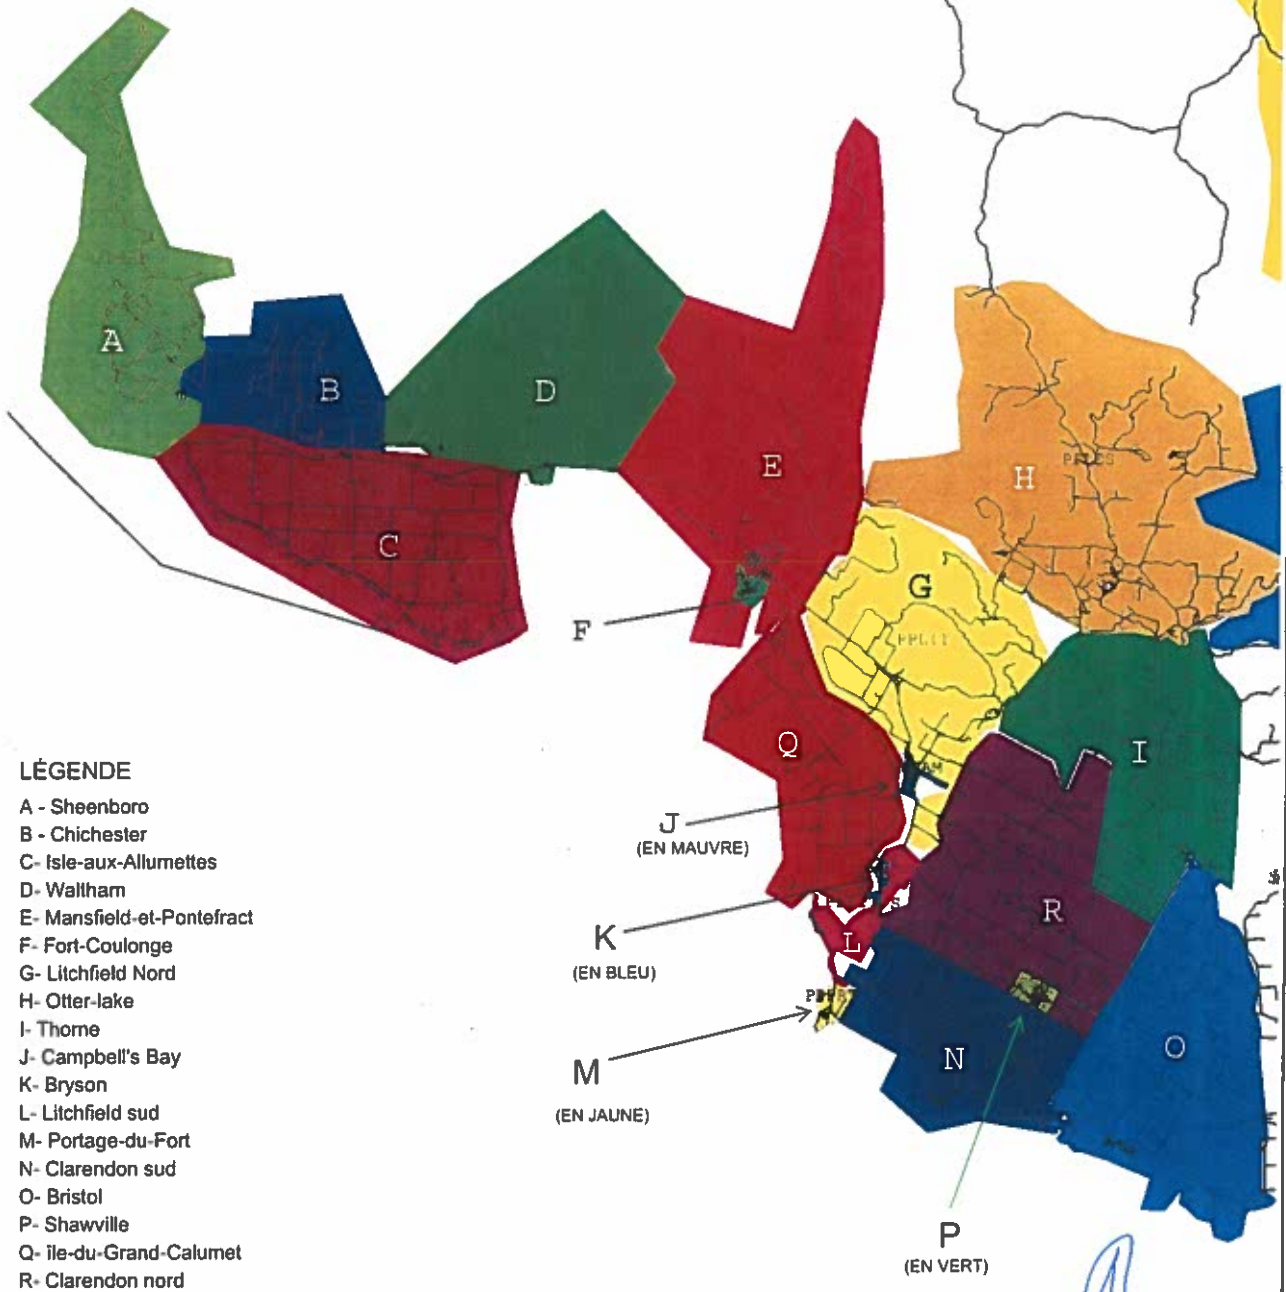 A
B
D
C
E
H
PPLES
G
F
PPLIT
Q
I
J
(EN MAUVRE)
R
K
(EN BLEU)
L
M
(EN JAUNE)
N
O
P
(EN VERT)
LÉGENDE
A - Sheenboro
B - Chichester
C- Isle-aux-Allumettes
D- Waltham
E- Mansfield-et-Pontefract
F- Fort-Coulonge
G- Litchfield Nord
H- Otter-lake
I- Thorne
J- Campbell's Bay
K- Bryson
L- Litchfield sud
M- Portage-du-Fort
N- Clarendon sud
O- Bristol
P- Shawville
Q- île-du-Grand-Calumet
R- Clarendon nord